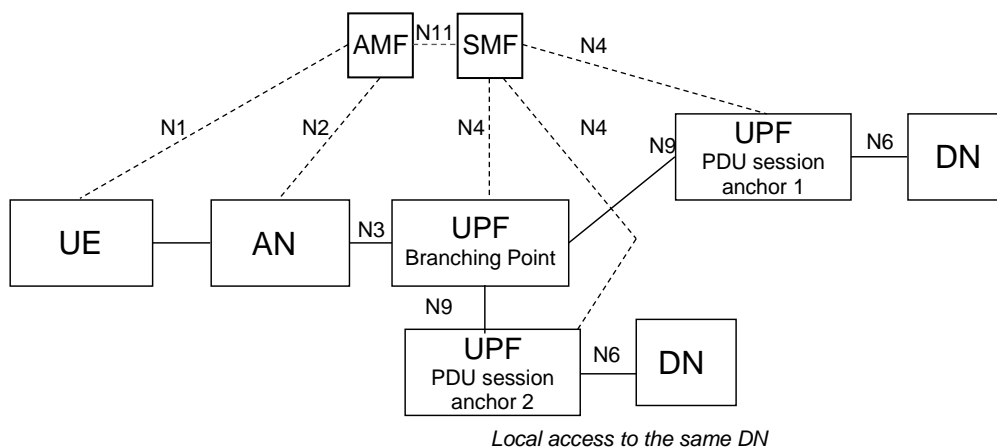 AMF
N11
SMF
N4
N1
N2
N4
N4
UPF
PDU session
anchor 1
N9
N6
DN
UE
AN
N3
UPF
Branching Point
N9
UPF
PDU session
anchor 2
N6
DN
Local access to the same DN